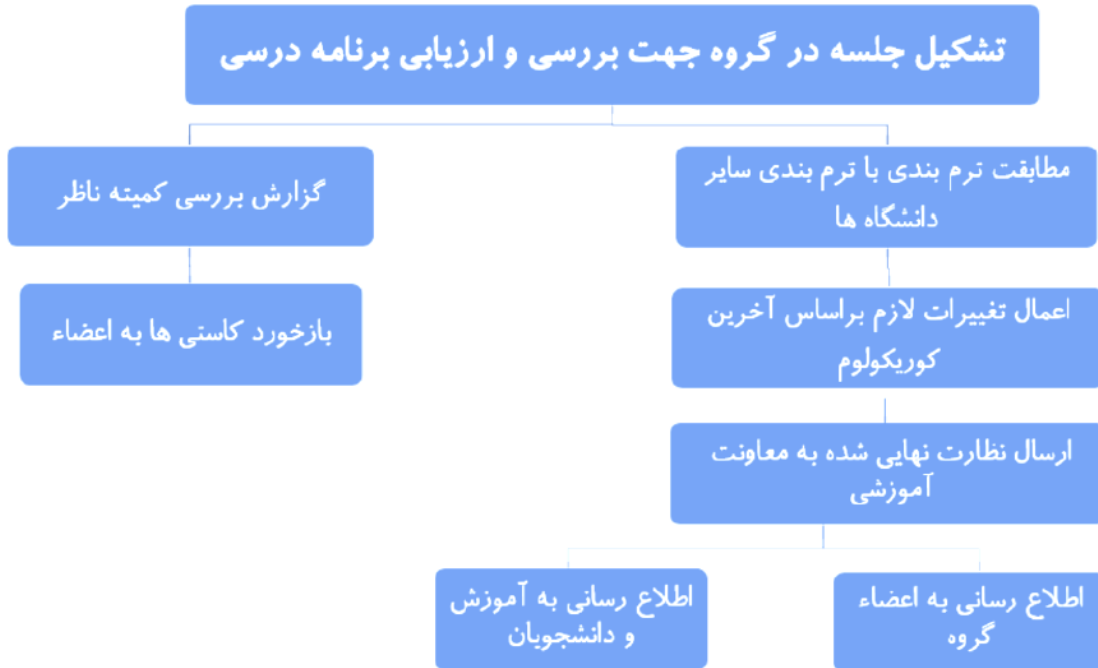 تشکیل جلسه در گروه جهت بررسی و ارزیابی برنامه درسی
مطابقت ترم بندی با ترم بندی سایر
دانشگاه ها
گزارش بررسی کمیته ناظر
اعمال تغییرات لازم براساس آخرین
کوریکولوم
بازخورد کاستی ها به اعضاء
ارسال نظارت نهایی شده به معاونت
آموزشی
اطلاع رسانی به اعضاء
گروه
اطلاع رسانی به آموزش
و دانشجویان